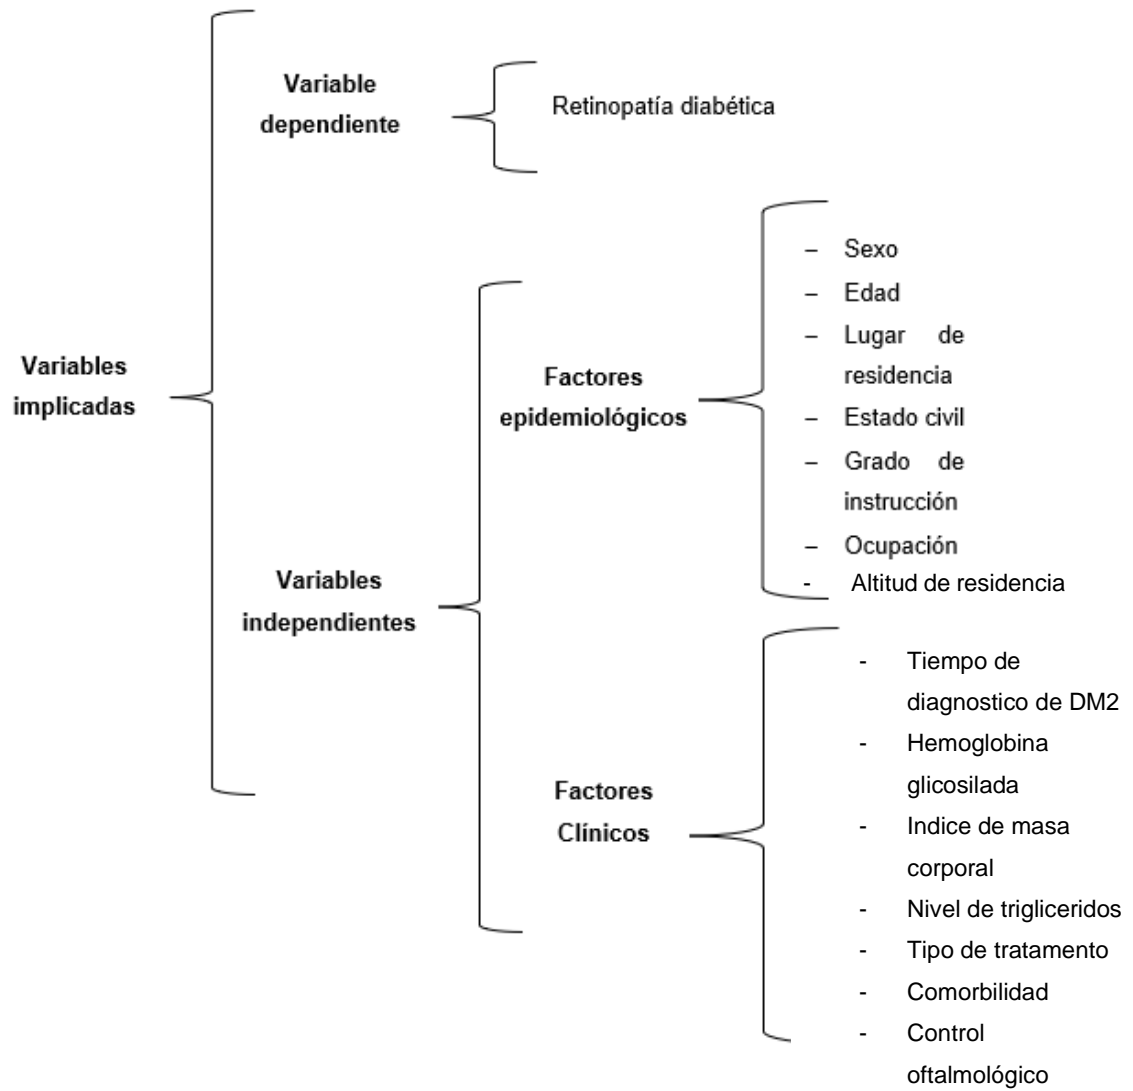 Variables
implicadas
Variable
dependiente
Retinopatía diabética
Variables
independientes
Factores
epidemiológicos
– Sexo
– Edad
– Lugar de
residencia
– Estado civil
– Grado de
instrucción
– Ocupación
- Altitud de residencia
Factores
Clínicos
- Tiempo de
diagnostico de DM2
- Hemoglobina
glicosilada
- Indice de masa
corporal
- Nivel de trigliceridos
- Tipo de tratamento
- Comorbilidad
- Control
oftalmológico